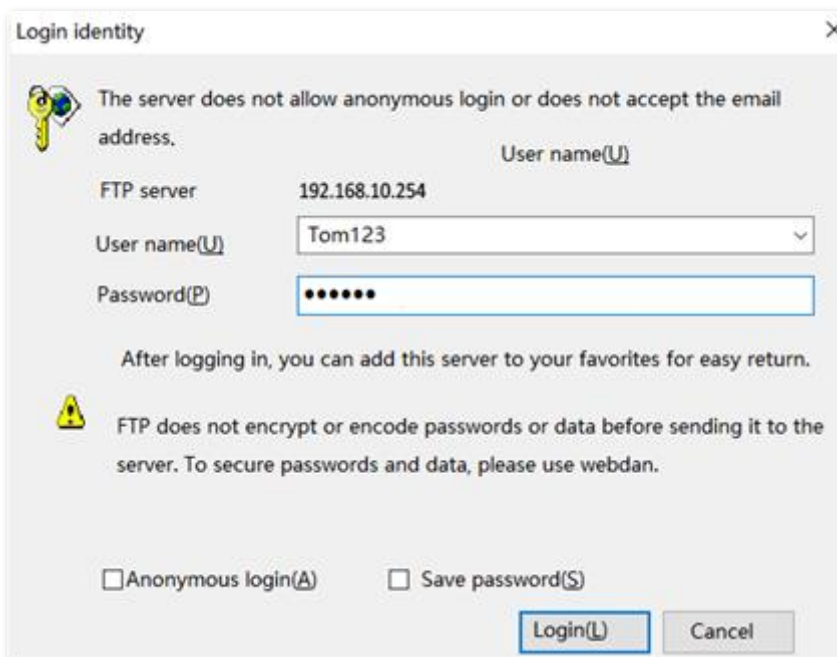 Login identity
The server does not allow anonymous login or does not accept the email
address.
User name(U)
FTP server 192.168.10.254
User name(U) Tom123
Password(P) ••••••
After logging in, you can add this server to your favorites for easy return.
FTP does not encrypt or encode passwords or data before sending it to the
server. To secure passwords and data, please use webdan.
Anonymous login(A) Save password(S)
Login(L) Cancel